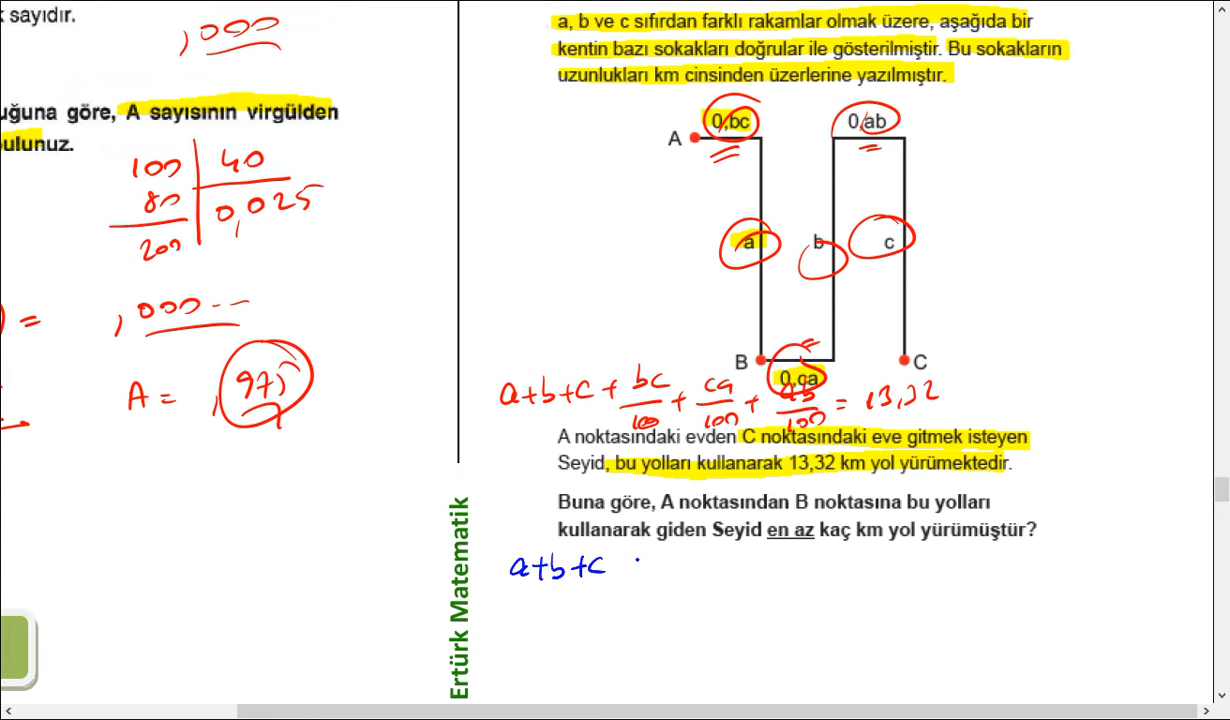 sayıdır.
,000
uğuna göre, A sayısının virgülden
bulunuz.
100 40
80 0,025
200
= ,000--
A = ,975
a, b ve c sıfırdan farklı rakamlar olmak üzere, aşağıda bir
kentin bazı sokakları doğrular ile gösterilmiştir. Bu sokakların
uzunlukları km cinsinden üzerlerine yazılmıştır.
0,bc 0,ab
A
a b c
B C
0,ca
a+b+c + bc/100 + ca/100 + ab/100 = 13,32
A noktasındaki evden C noktasındaki eve gitmek isteyen
Seyid, bu yolları kullanarak 13,32 km yol yürümektedir.
Buna göre, A noktasından B noktasına bu yolları
kullanarak giden Seyid en az kaç km yol yürümüştür?
a+b+c
Ertürk Matematik